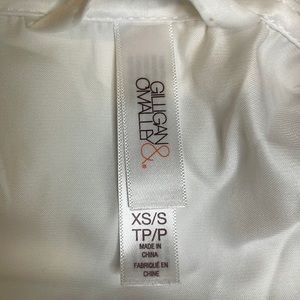 GILLIGAN
&
O'MALLEY
XS/S
TP/P
MADE IN
CHINA
FABRIQUÉ EN
CHINE